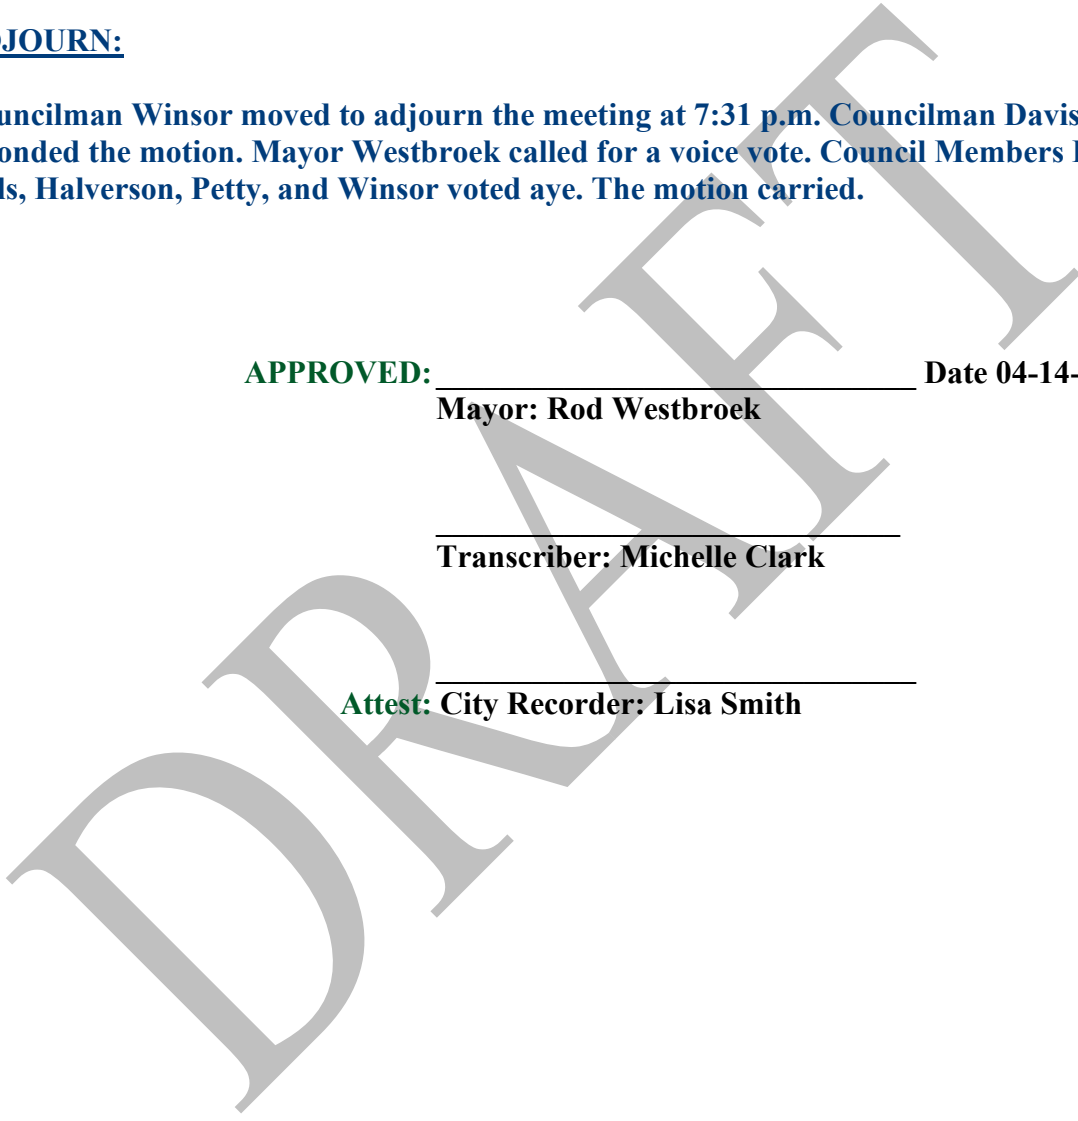 DJOURN:
uncilman Winsor moved to adjourn the meeting at 7:31 p.m. Councilman Davis
onded the motion. Mayor Westbroek called for a voice vote. Council Members
ls, Halverson, Petty, and Winsor voted aye. The motion carried.
APPROVED: Date 04-14-
Mayor: Rod Westbroek
Transcriber: Michelle Clark
Attest: City Recorder: Lisa Smith
DRAFT